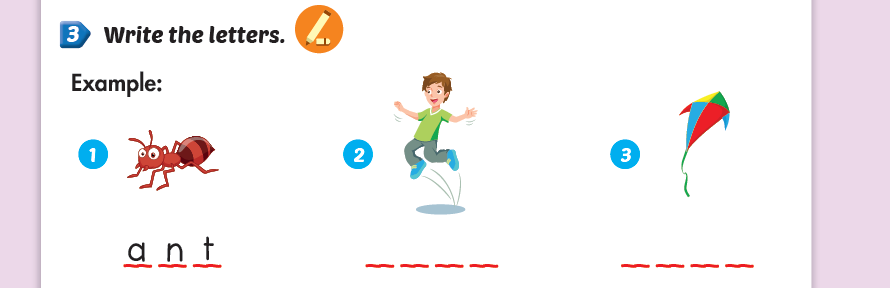 3 Write the letters.
Example:
1 2 3
a n t